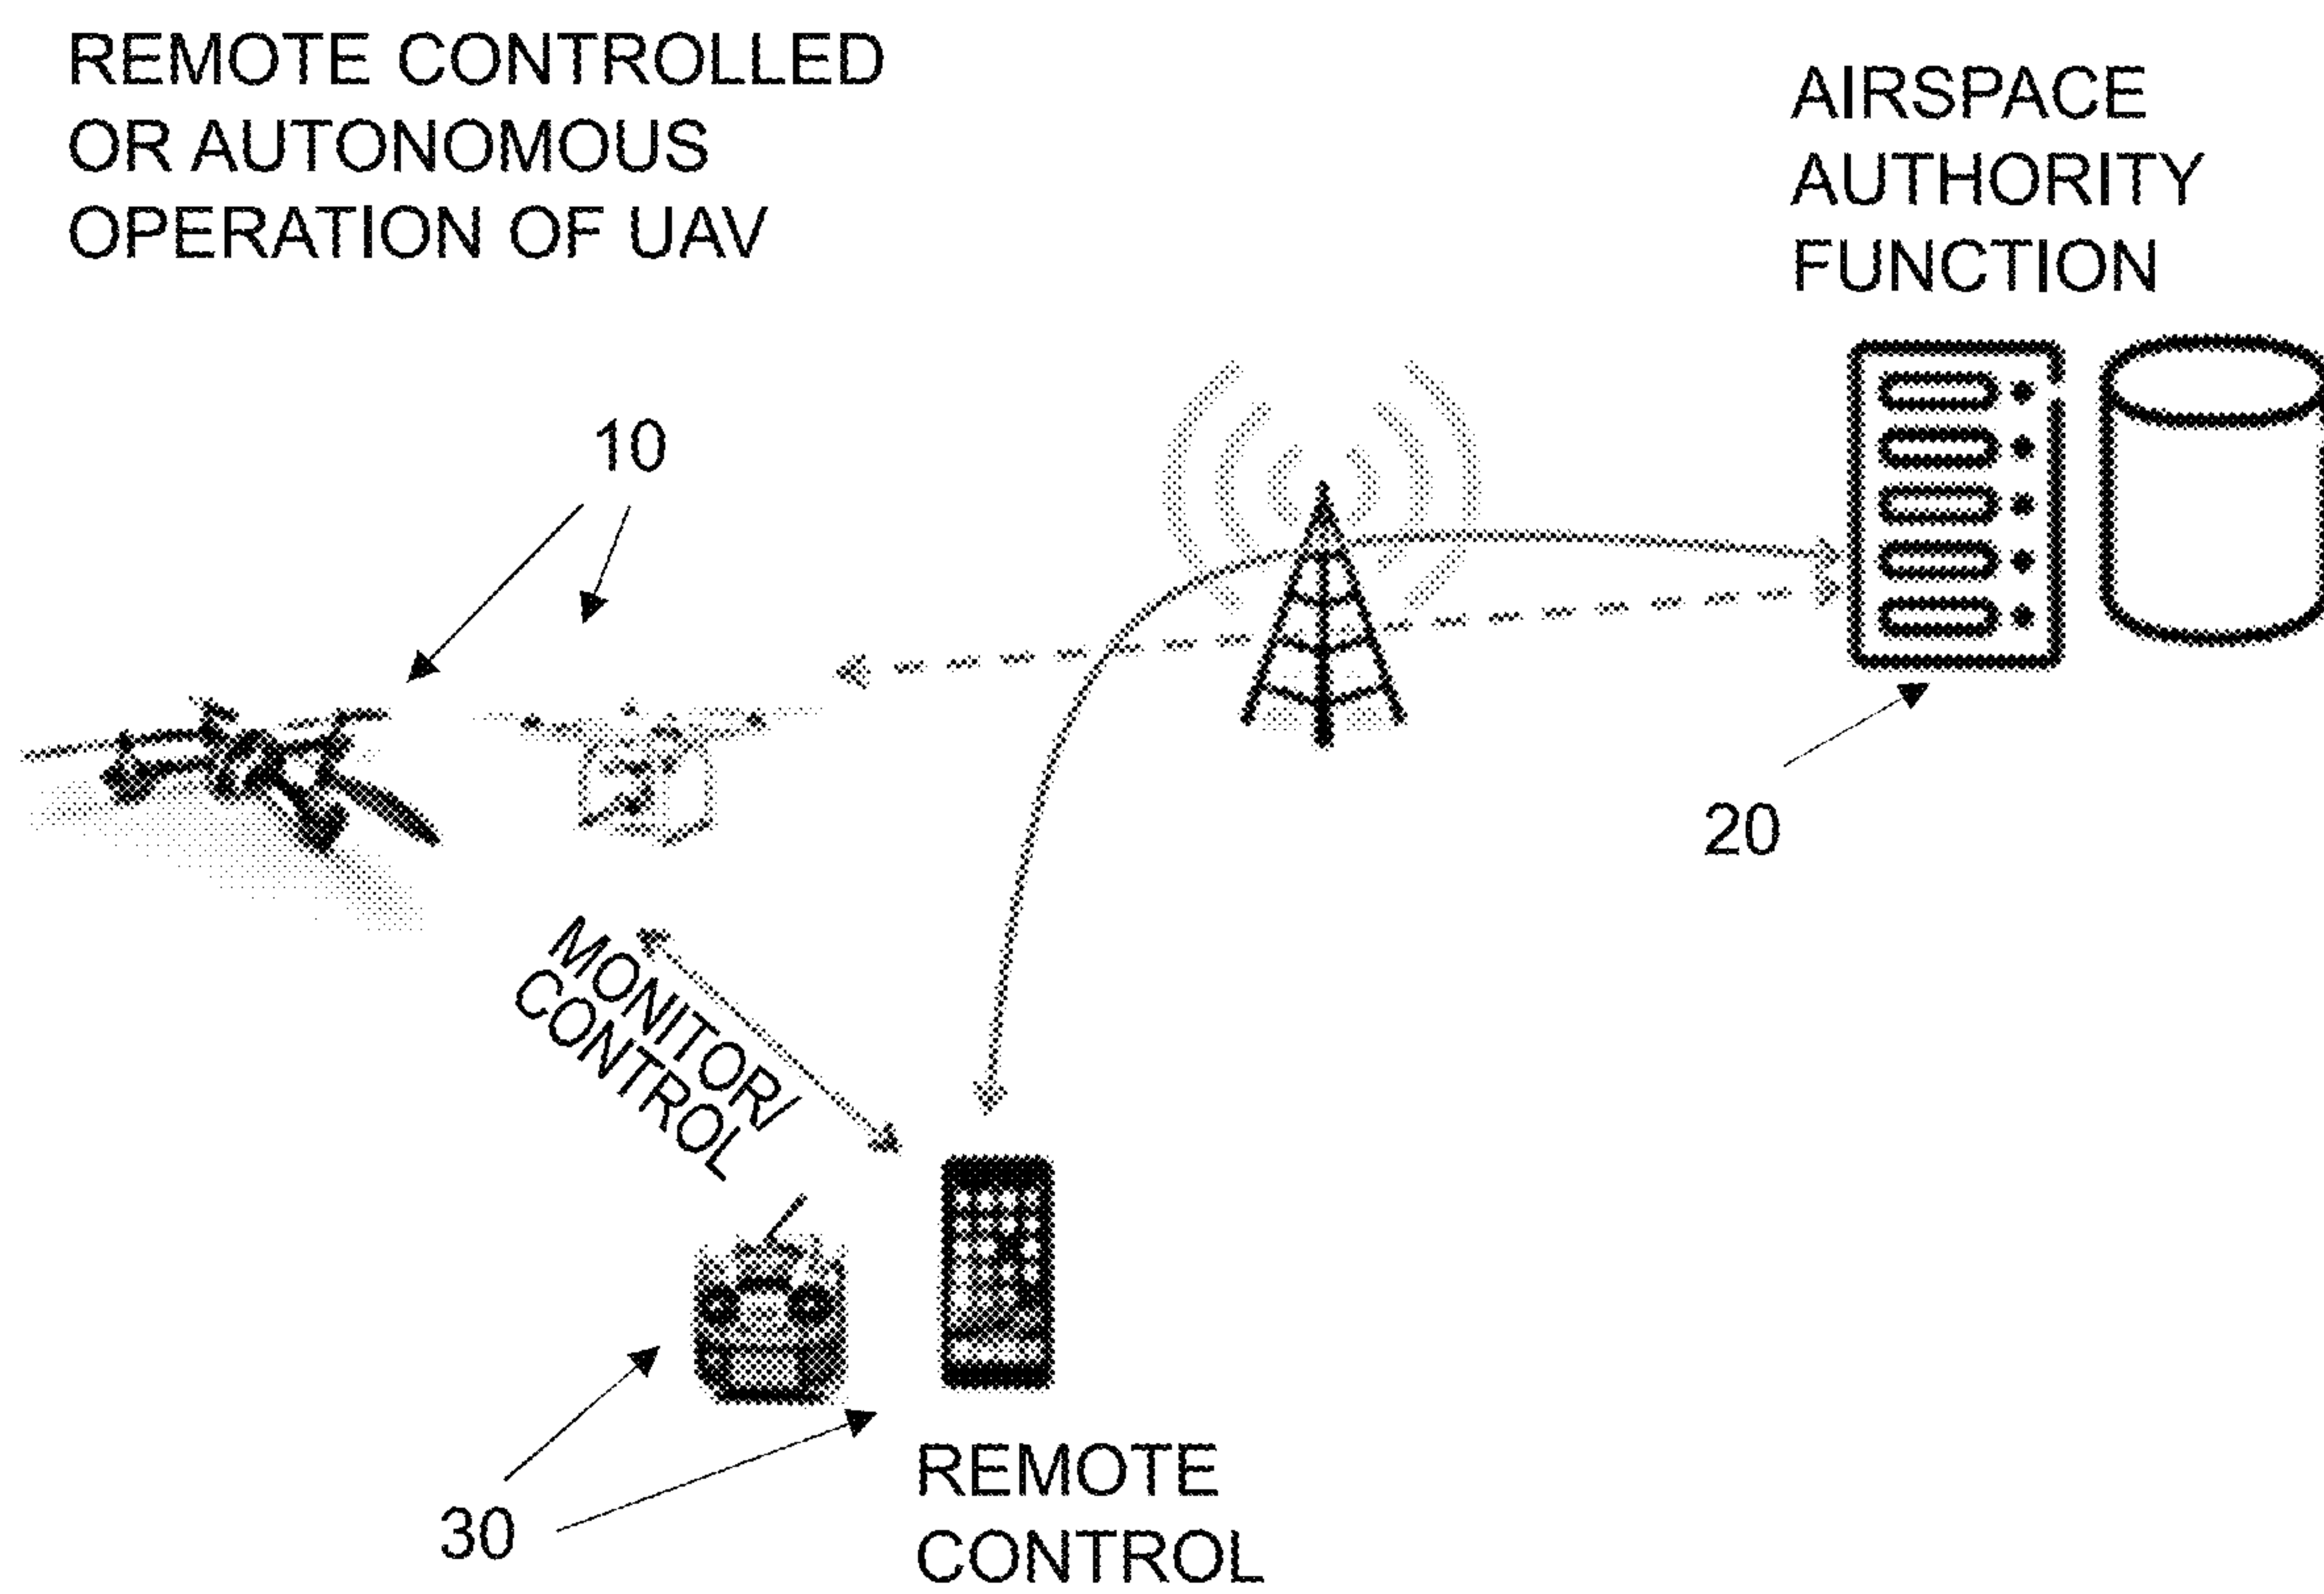 REMOTE CONTROLLED
OR AUTONOMOUS
OPERATION OF UAV
AIRSPACE
AUTHORITY
FUNCTION
10
20
MONITOR/
CONTROL
30
REMOTE
CONTROL